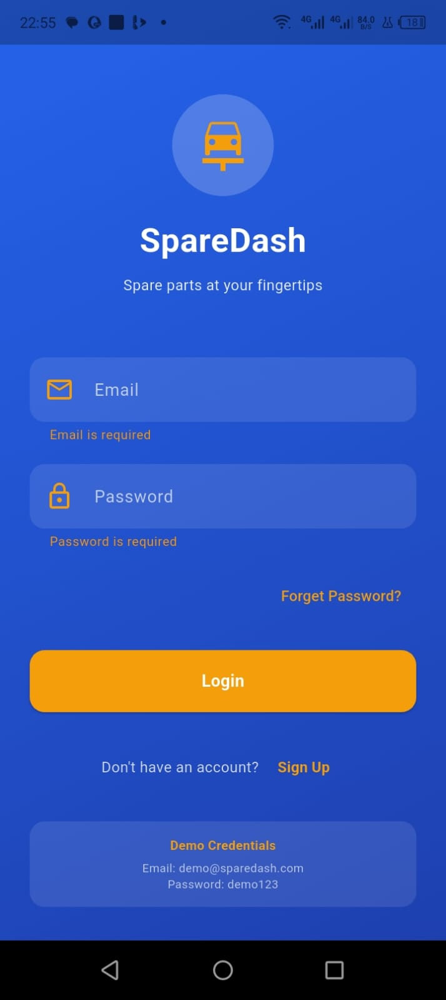 22:55 4G 4G 84.0 B/S 18
SpareDash
Spare parts at your fingertips
Email
Email is required
Password
Password is required
Forget Password?
Login
Don't have an account? Sign Up
Demo Credentials
Email: demo@sparedash.com
Password: demo123